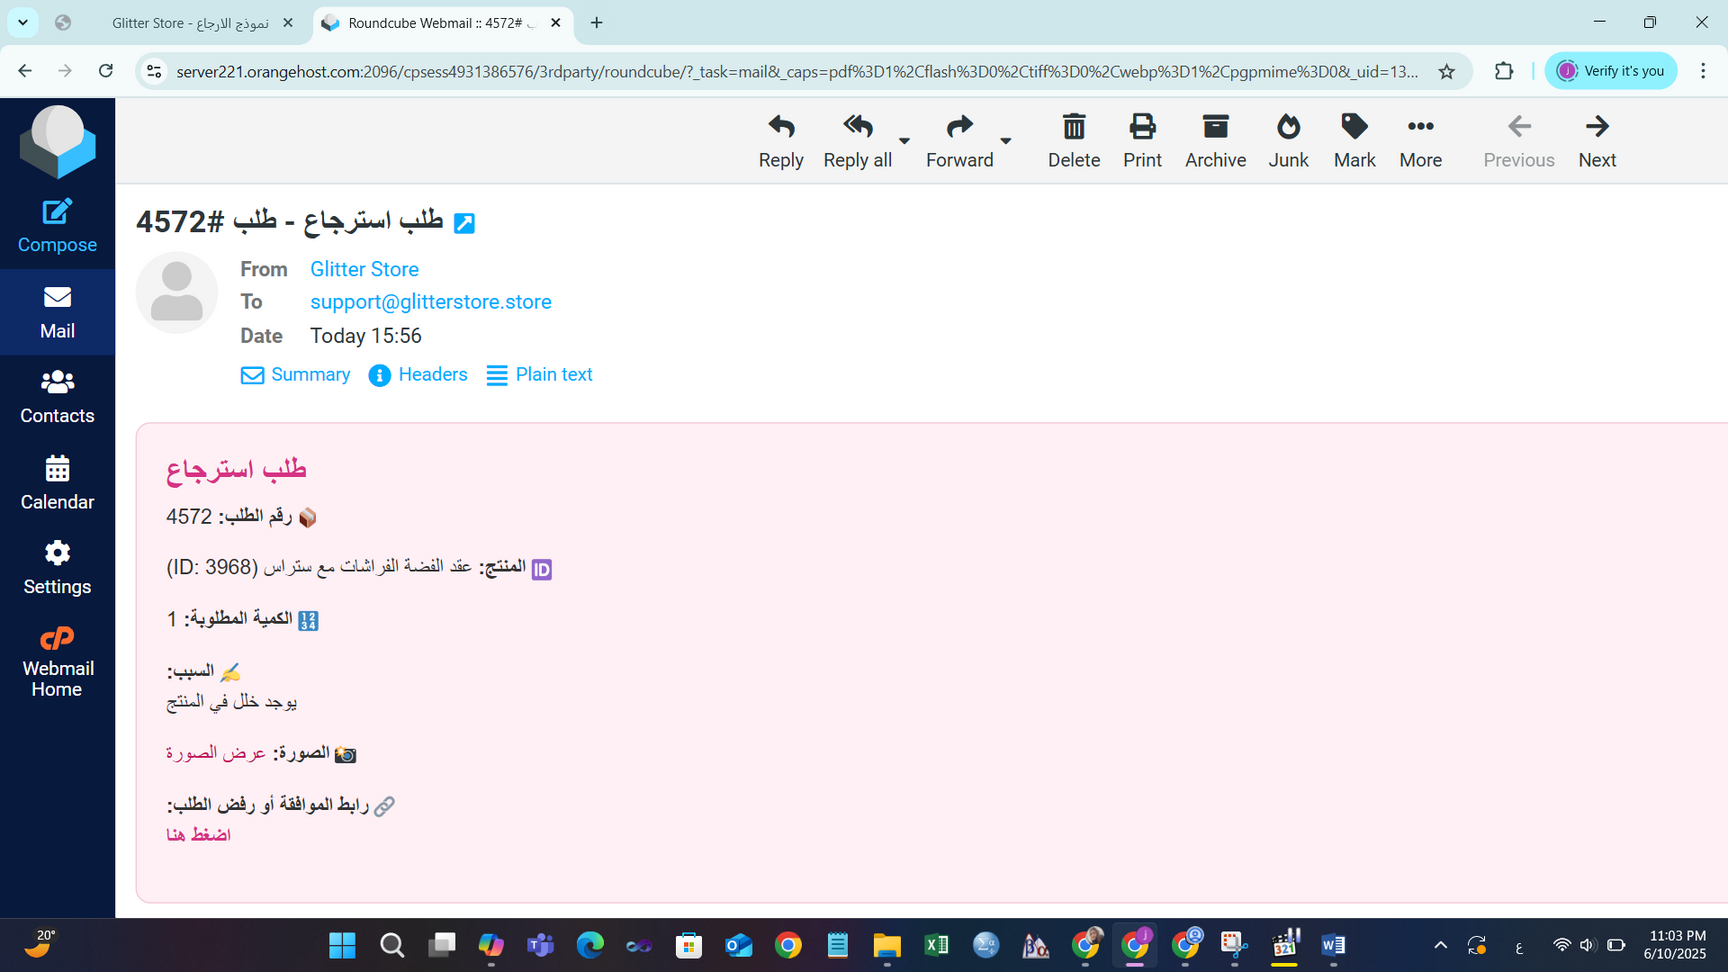 Glitter Store - نموذج الارجاع
Roundcube Webmail :: 4572#
server221.orangehost.com:2096/cpsess4931386576/3rdparty/roundcube/?_task=mail&_caps=pdf%3D1%2Cflash%3D0%2Ctiff%3D0%2Cwebp%3D1%2Cpgpmime%3D0&_uid=13...
Verify it's you
Reply
Reply all
Forward
Delete
Print
Archive
Junk
Mark
More
Previous
Next
Compose
Mail
Contacts
Calendar
Settings
Webmail
Home
طلب استرجاع - طلب #4572
From Glitter Store
To support@glitterstore.store
Date Today 15:56
Summary Headers Plain text
طلب استرجاع
📦 رقم الطلب: 4572
🆔 المنتج: عقد الفضة الفراشات مع ستراس (ID: 3968)
🔢 الكمية المطلوبة: 1
✍️ السبب:
يوجد خلل في المنتج
📸 الصورة: عرض الصورة
🔗 رابط الموافقة أو رفض الطلب:
اضغط هنا
20°
ع
11:03 PM
6/10/2025